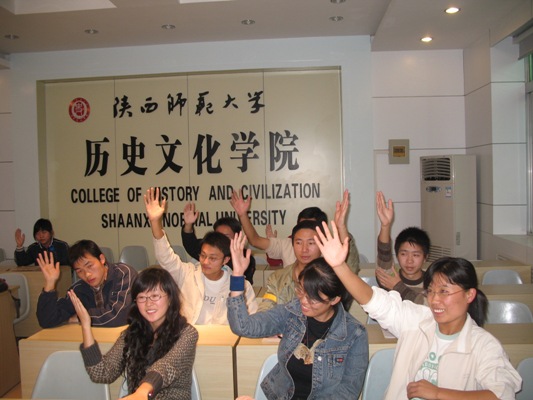 陕西师范大学
历史文化学院
COLLEGE OF HISTORY AND CIVILIZATION
SHAANXI NORMAL UNIVERSITY